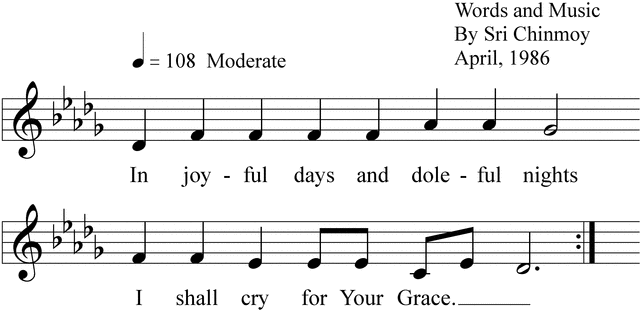 Words and Music
By Sri Chinmoy
April, 1986
♩ = 108 Moderate
In joy - ful days and dole - ful nights
I shall cry for Your Grace.